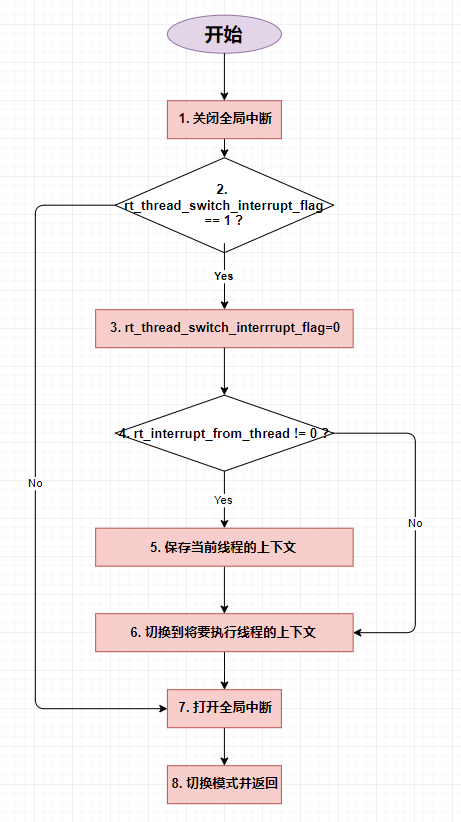 开始
1. 关闭全局中断
2.
rt_thread_switch_interrupt_flag
== 1 ?
Yes
3. rt_thread_switch_interrrupt_flag=0
4. rt_interrupt_from_thread != 0 ?
No
Yes
No
5. 保存当前线程的上下文
6. 切换到将要执行线程的上下文
7. 打开全局中断
8. 切换模式并返回